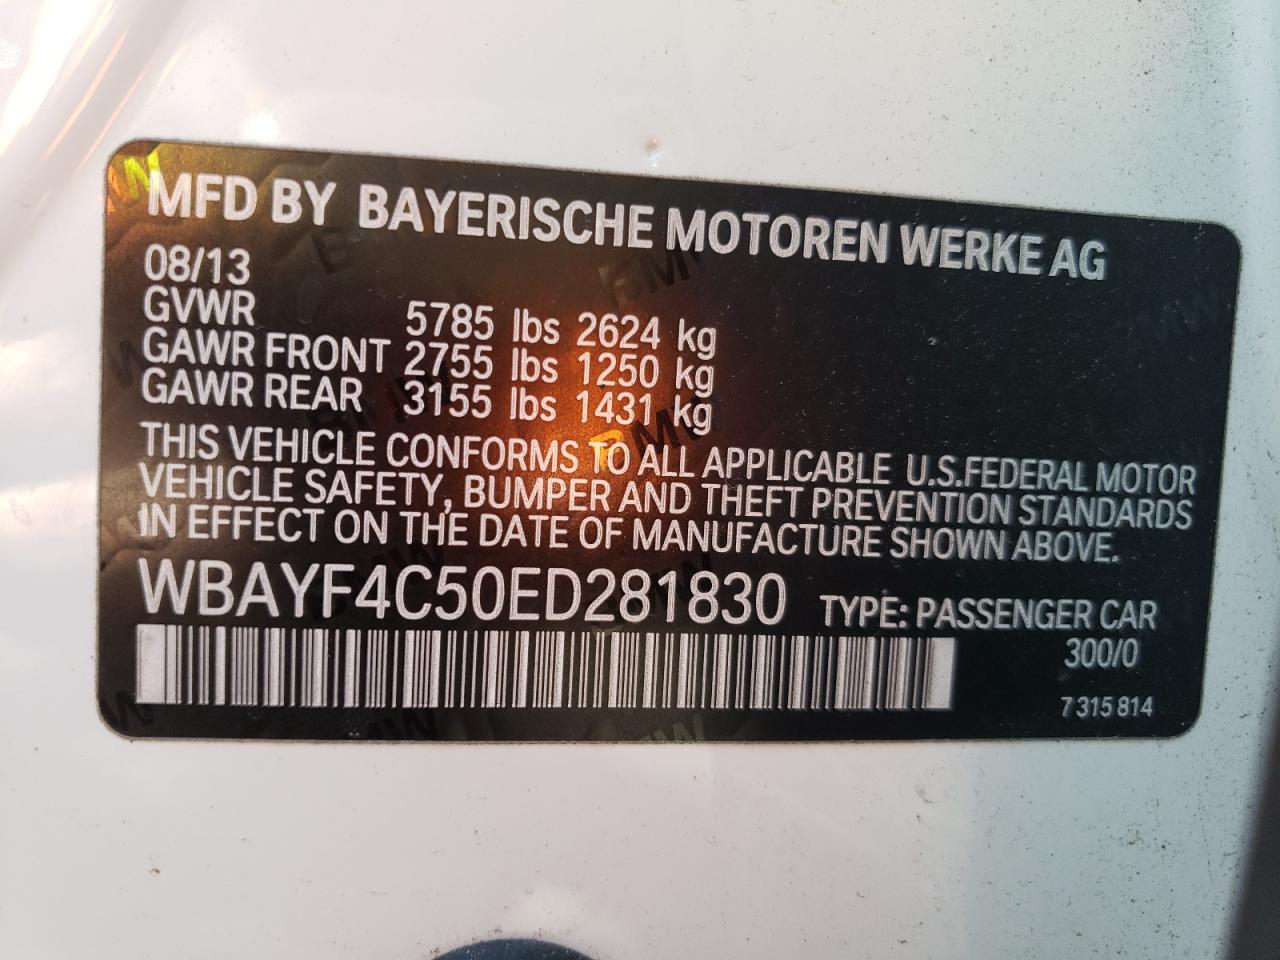 MFD BY BAYERISCHE MOTOREN WERKE AG
08/13
GVWR 5785 lbs 2624 kg
GAWR FRONT 2755 lbs 1250 kg
GAWR REAR 3155 lbs 1431 kg
THIS VEHICLE CONFORMS TO ALL APPLICABLE U.S.FEDERAL MOTOR
VEHICLE SAFETY, BUMPER AND THEFT PREVENTION STANDARDS
IN EFFECT ON THE DATE OF MANUFACTURE SHOWN ABOVE.
WBAYF4C50ED281830 TYPE: PASSENGER CAR
300/0
7 315 814